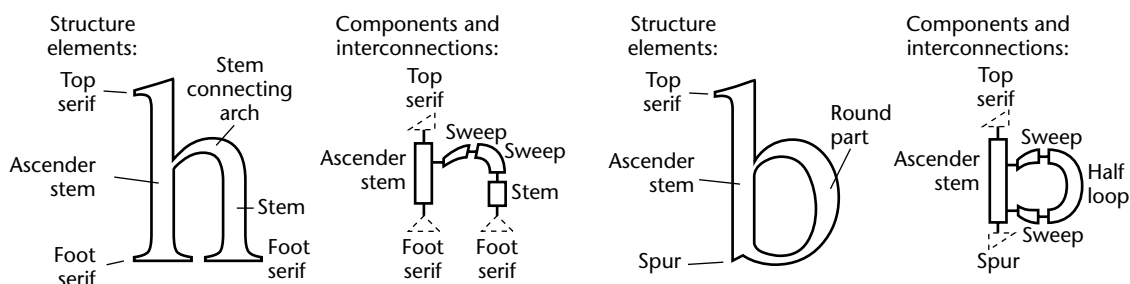 Structure
elements:
Top
serif
Stem
connecting
arch
Ascender
stem
Stem
Foot
serif
Foot
serif
h
Components and
interconnections:
Top
serif
Sweep
Sweep
Ascender
stem
Stem
Foot
serif
Foot
serif
Structure
elements:
Top
serif
Round
part
Ascender
stem
Spur
b
Components and
interconnections:
Top
serif
Sweep
Ascender
stem
Half
loop
Sweep
Spur